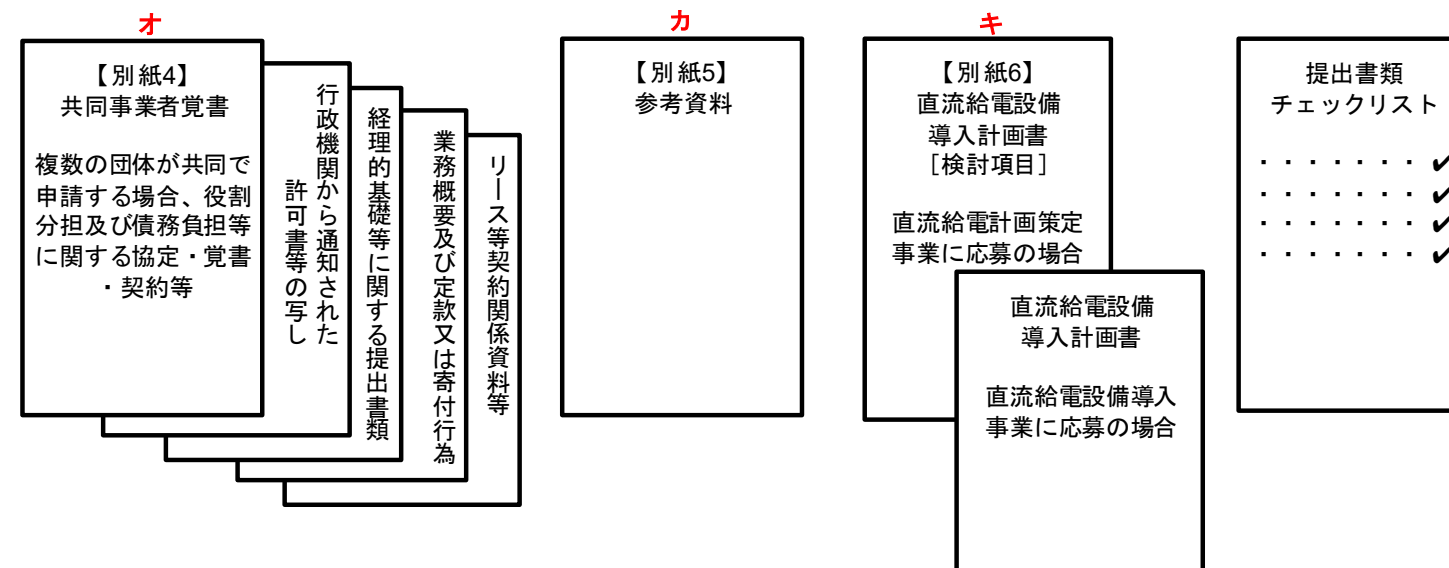 オ
【別紙4】
共同事業者覚書
複数の団体が共同で
申請する場合、役割
分担及び債務負担等
に関する協定・覚書
・契約等
行政機関から通知された
許可書等の写し
経理的基礎等に関する提出書類
業務概要及び定款又は寄付行為
リース等契約関係資料等
カ
【別紙5】
参考資料
キ
【別紙6】
直流給電設備
導入計画書
［検討項目］
直流給電計画策定
事業に応募の場合
直流給電設備
導入計画書
直流給電設備導入
事業に応募の場合
提出書類
チェックリスト
・・・・・・・✔
・・・・・・・✔
・・・・・・・✔
・・・・・・・✔